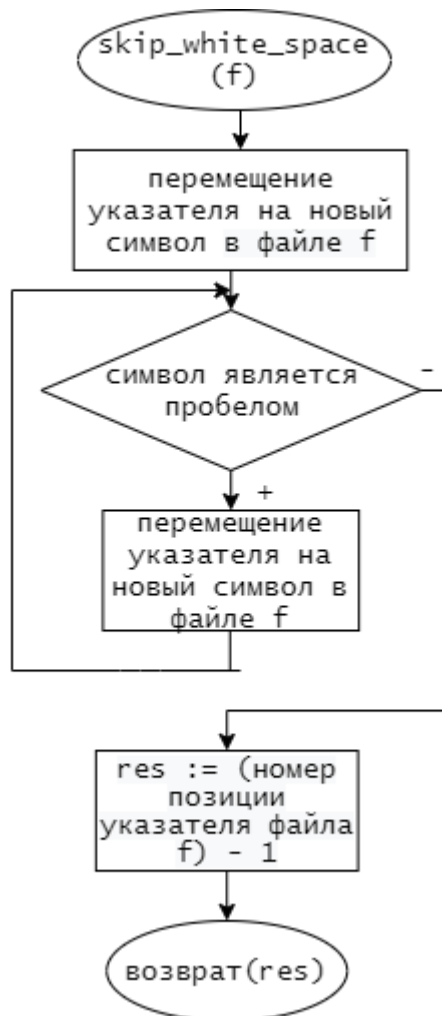 skip_white_space
(f)
перемещение
указателя на новый
символ в файле f
символ является
пробелом
-
+
перемещение
указателя на
новый символ в
файле f
res := (номер
позиции
указателя файла
f) - 1
возврат(res)